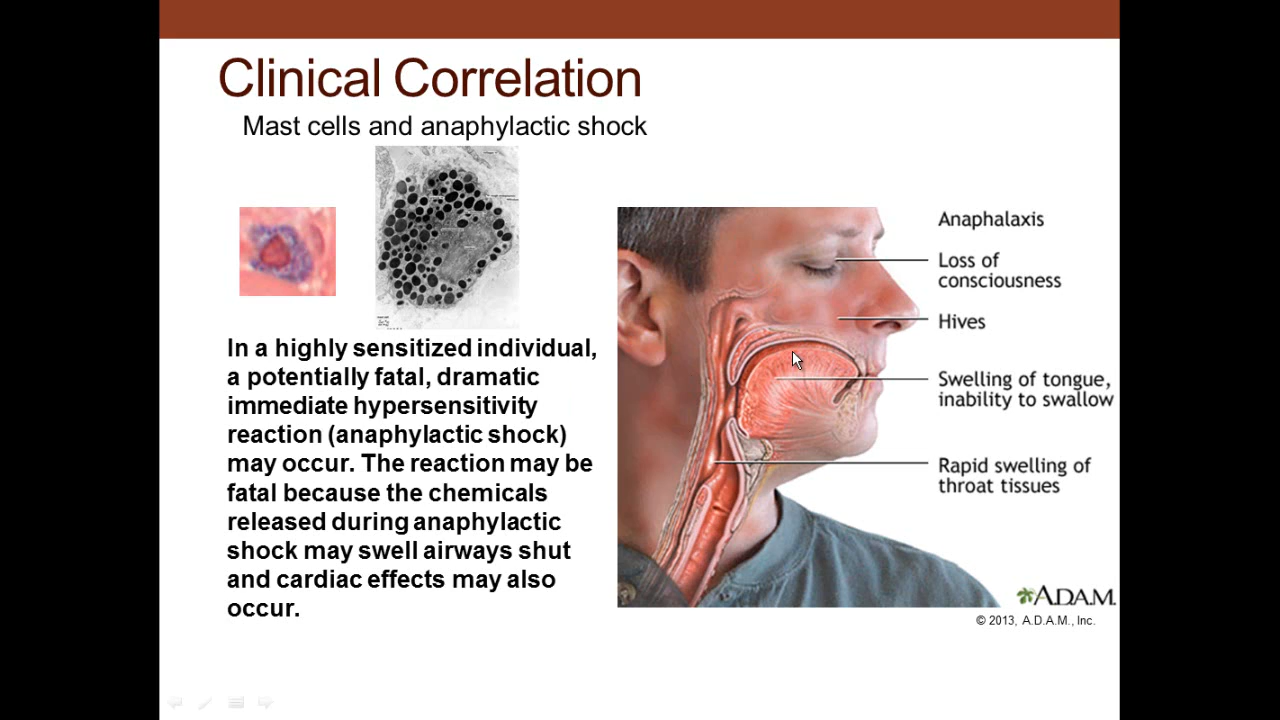 Clinical Correlation
Mast cells and anaphylactic shock
In a highly sensitized individual,
a potentially fatal, dramatic
immediate hypersensitivity
reaction (anaphylactic shock)
may occur. The reaction may be
fatal because the chemicals
released during anaphylactic
shock may swell airways shut
and cardiac effects may also
occur.
Anaphalaxis
Loss of
consciousness
Hives
Swelling of tongue,
inability to swallow
Rapid swelling of
throat tissues
A.D.A.M.
© 2013, A.D.A.M., Inc.